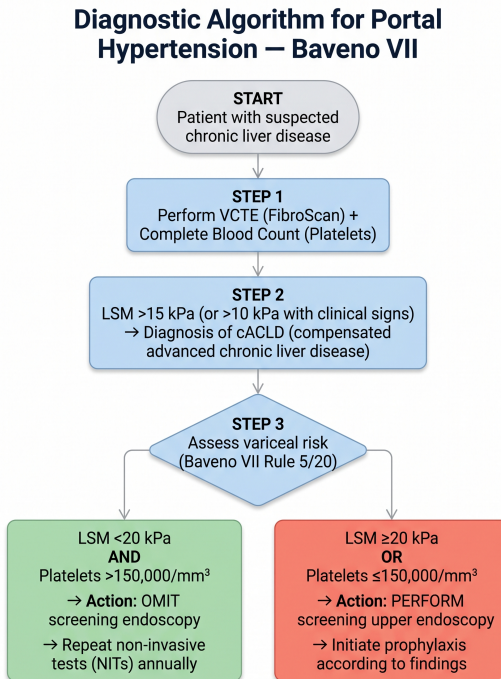 Diagnostic Algorithm for Portal
Hypertension — Baveno VII
START
Patient with suspected
chronic liver disease
STEP 1
Perform VCTE (FibroScan) +
Complete Blood Count (Platelets)
STEP 2
LSM >15 kPa (or >10 kPa with clinical signs)
→ Diagnosis of cACLD (compensated
advanced chronic liver disease)
STEP 3
Assess variceal risk
(Baveno VII Rule 5/20)
LSM <20 kPa
AND
Platelets >150,000/mm³
→ Action: OMIT
screening endoscopy
→ Repeat non-invasive
tests (NITs) annually
LSM ≥20 kPa
OR
Platelets ≤150,000/mm³
→ Action: PERFORM
screening upper endoscopy
→ Initiate prophylaxis
according to findings